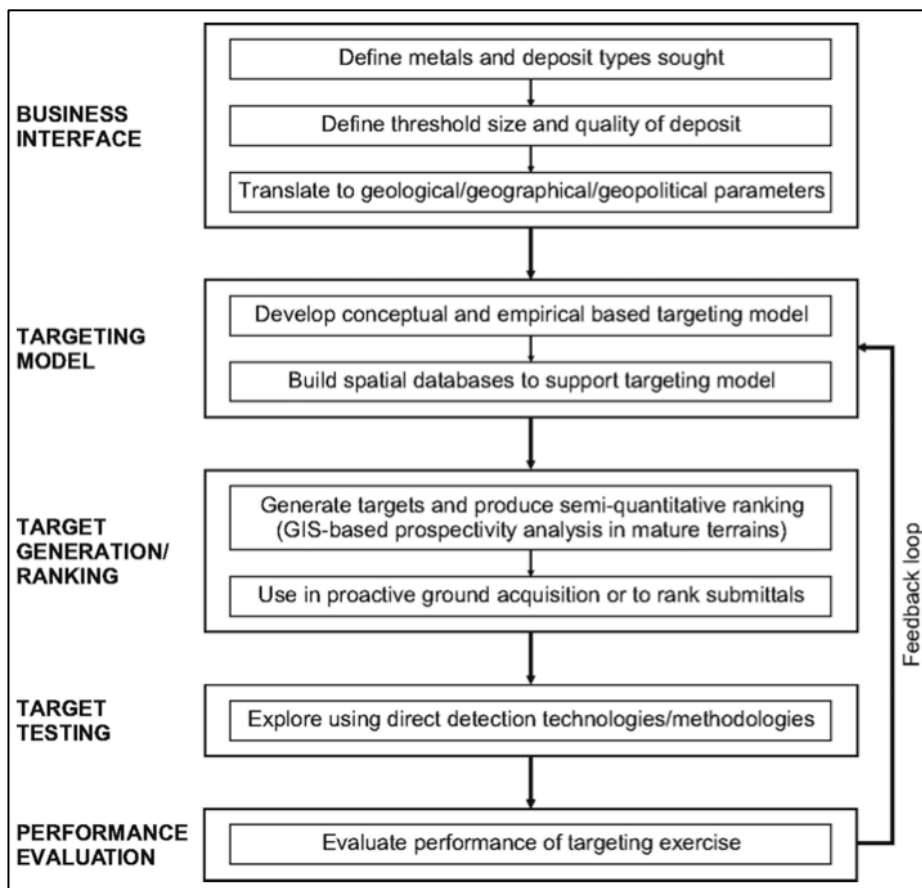 BUSINESS
INTERFACE
Define metals and deposit types sought
Define threshold size and quality of deposit
Translate to geological/geographical/geopolitical parameters
TARGETING
MODEL
Develop conceptual and empirical based targeting model
Build spatial databases to support targeting model
TARGET
GENERATION/
RANKING
Generate targets and produce semi-quantitative ranking
(GIS-based prospectivity analysis in mature terrains)
Use in proactive ground acquisition or to rank submittals
TARGET
TESTING
Explore using direct detection technologies/methodologies
PERFORMANCE
EVALUATION
Evaluate performance of targeting exercise
Feedback loop